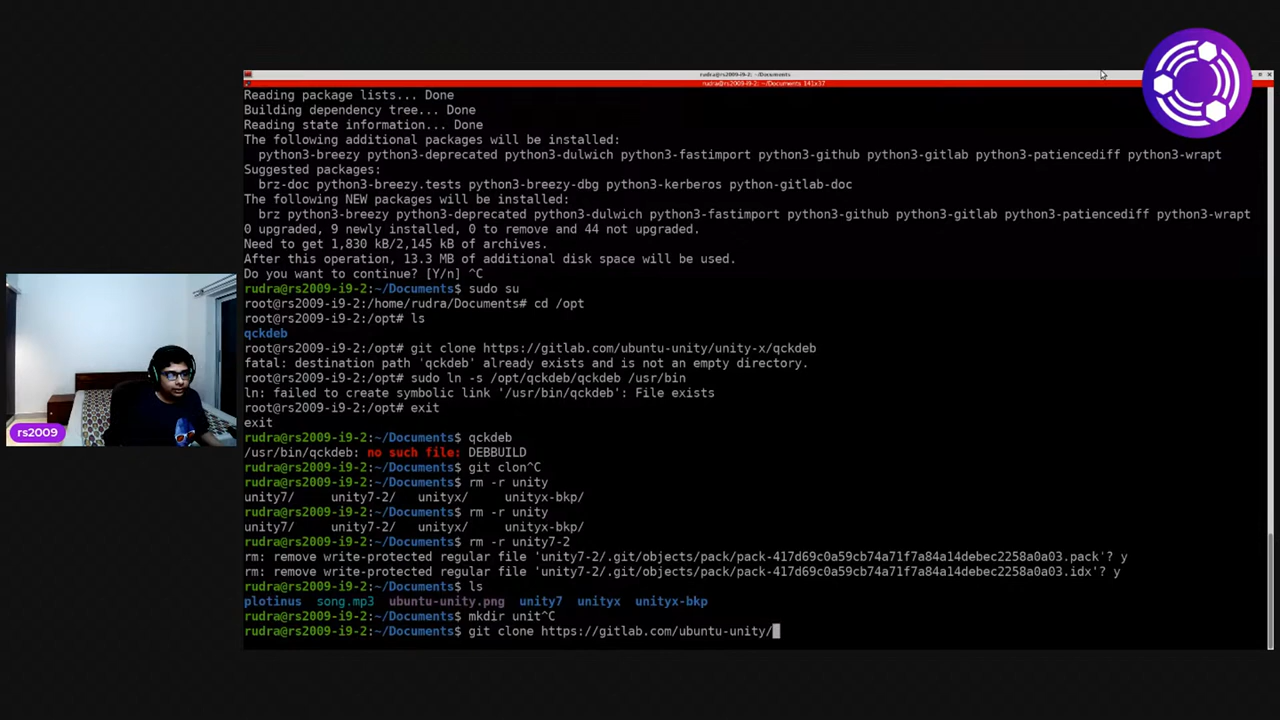 rudra@rs2009-i9-2: ~/Documents
rudra@rs2009-i9-2: ~/Documents 141x37
Reading package lists... Done
Building dependency tree... Done
Reading state information... Done
The following additional packages will be installed:
  python3-breezy python3-deprecated python3-dulwich python3-fastimport python3-github python3-gitlab python3-patiencediff python3-wrapt
Suggested packages:
  brz-doc python3-breezy.tests python3-breezy-dbg python3-kerberos python-gitlab-doc
The following NEW packages will be installed:
  brz python3-breezy python3-deprecated python3-dulwich python3-fastimport python3-github python3-gitlab python3-patiencediff python3-wrapt
0 upgraded, 9 newly installed, 0 to remove and 44 not upgraded.
Need to get 1,830 kB/2,145 kB of archives.
After this operation, 13.3 MB of additional disk space will be used.
Do you want to continue? [Y/n] ^C
rudra@rs2009-i9-2:~/Documents$ sudo su
root@rs2009-i9-2:/home/rudra/Documents# cd /opt
root@rs2009-i9-2:/opt# ls
qckdeb
root@rs2009-i9-2:/opt# git clone https://gitlab.com/ubuntu-unity/unity-x/qckdeb
fatal: destination path 'qckdeb' already exists and is not an empty directory.
root@rs2009-i9-2:/opt# sudo ln -s /opt/qckdeb/qckdeb /usr/bin
ln: failed to create symbolic link '/usr/bin/qckdeb': File exists
root@rs2009-i9-2:/opt# exit
exit
rudra@rs2009-i9-2:~/Documents$ qckdeb
/usr/bin/qckdeb: no such file: DEBBUILD
rudra@rs2009-i9-2:~/Documents$ git clon^C
rudra@rs2009-i9-2:~/Documents$ rm -r unity
unity7/     unity7-2/   unityx/     unityx-bkp/
rudra@rs2009-i9-2:~/Documents$ rm -r unity
unity7/     unity7-2/   unityx/     unityx-bkp/
rudra@rs2009-i9-2:~/Documents$ rm -r unity7-2
rm: remove write-protected regular file 'unity7-2/.git/objects/pack/pack-417d69c0a59cb74a71f7a84a14debec2258a0a03.pack'? y
rm: remove write-protected regular file 'unity7-2/.git/objects/pack/pack-417d69c0a59cb74a71f7a84a14debec2258a0a03.idx'? y
rudra@rs2009-i9-2:~/Documents$ ls
plotinus  song.mp3  ubuntu-unity.png  unity7  unityx  unityx-bkp
rudra@rs2009-i9-2:~/Documents$ mkdir unit^C
rudra@rs2009-i9-2:~/Documents$ git clone https://gitlab.com/ubuntu-unity/
rs2009